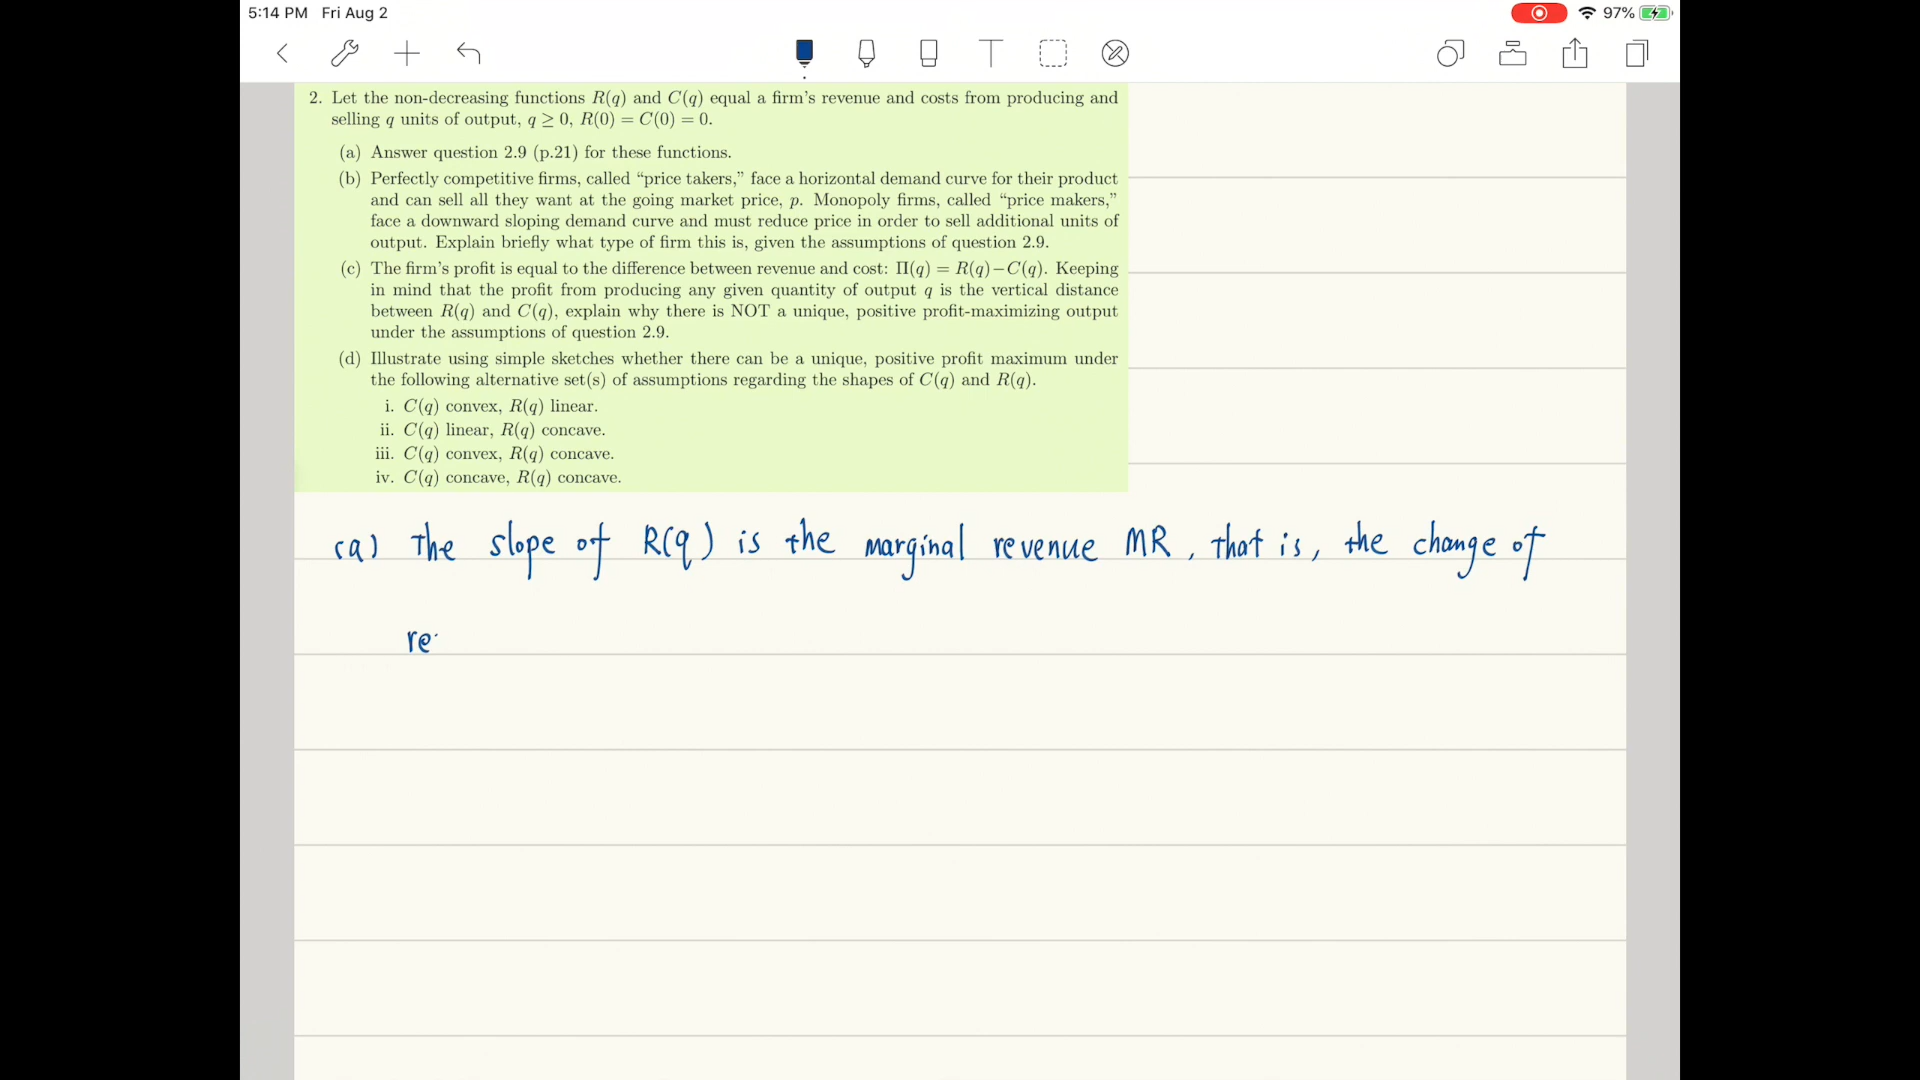 5:14 PM Fri Aug 2
97%
2. Let the non-decreasing functions R(q) and C(q) equal a firm's revenue and costs from producing and
selling q units of output, q ≥ 0, R(0) = C(0) = 0.
(a) Answer question 2.9 (p.21) for these functions.
(b) Perfectly competitive firms, called "price takers," face a horizontal demand curve for their product
and can sell all they want at the going market price, p. Monopoly firms, called "price makers,"
face a downward sloping demand curve and must reduce price in order to sell additional units of
output. Explain briefly what type of firm this is, given the assumptions of question 2.9.
(c) The firm's profit is equal to the difference between revenue and cost: Π(q) = R(q)−C(q). Keeping
in mind that the profit from producing any given quantity of output q is the vertical distance
between R(q) and C(q), explain why there is NOT a unique, positive profit-maximizing output
under the assumptions of question 2.9.
(d) Illustrate using simple sketches whether there can be a unique, positive profit maximum under
the following alternative set(s) of assumptions regarding the shapes of C(q) and R(q).
i. C(q) convex, R(q) linear.
ii. C(q) linear, R(q) concave.
iii. C(q) convex, R(q) concave.
iv. C(q) concave, R(q) concave.
(a) The slope of R(q) is the marginal revenue MR, that is, the change of
re